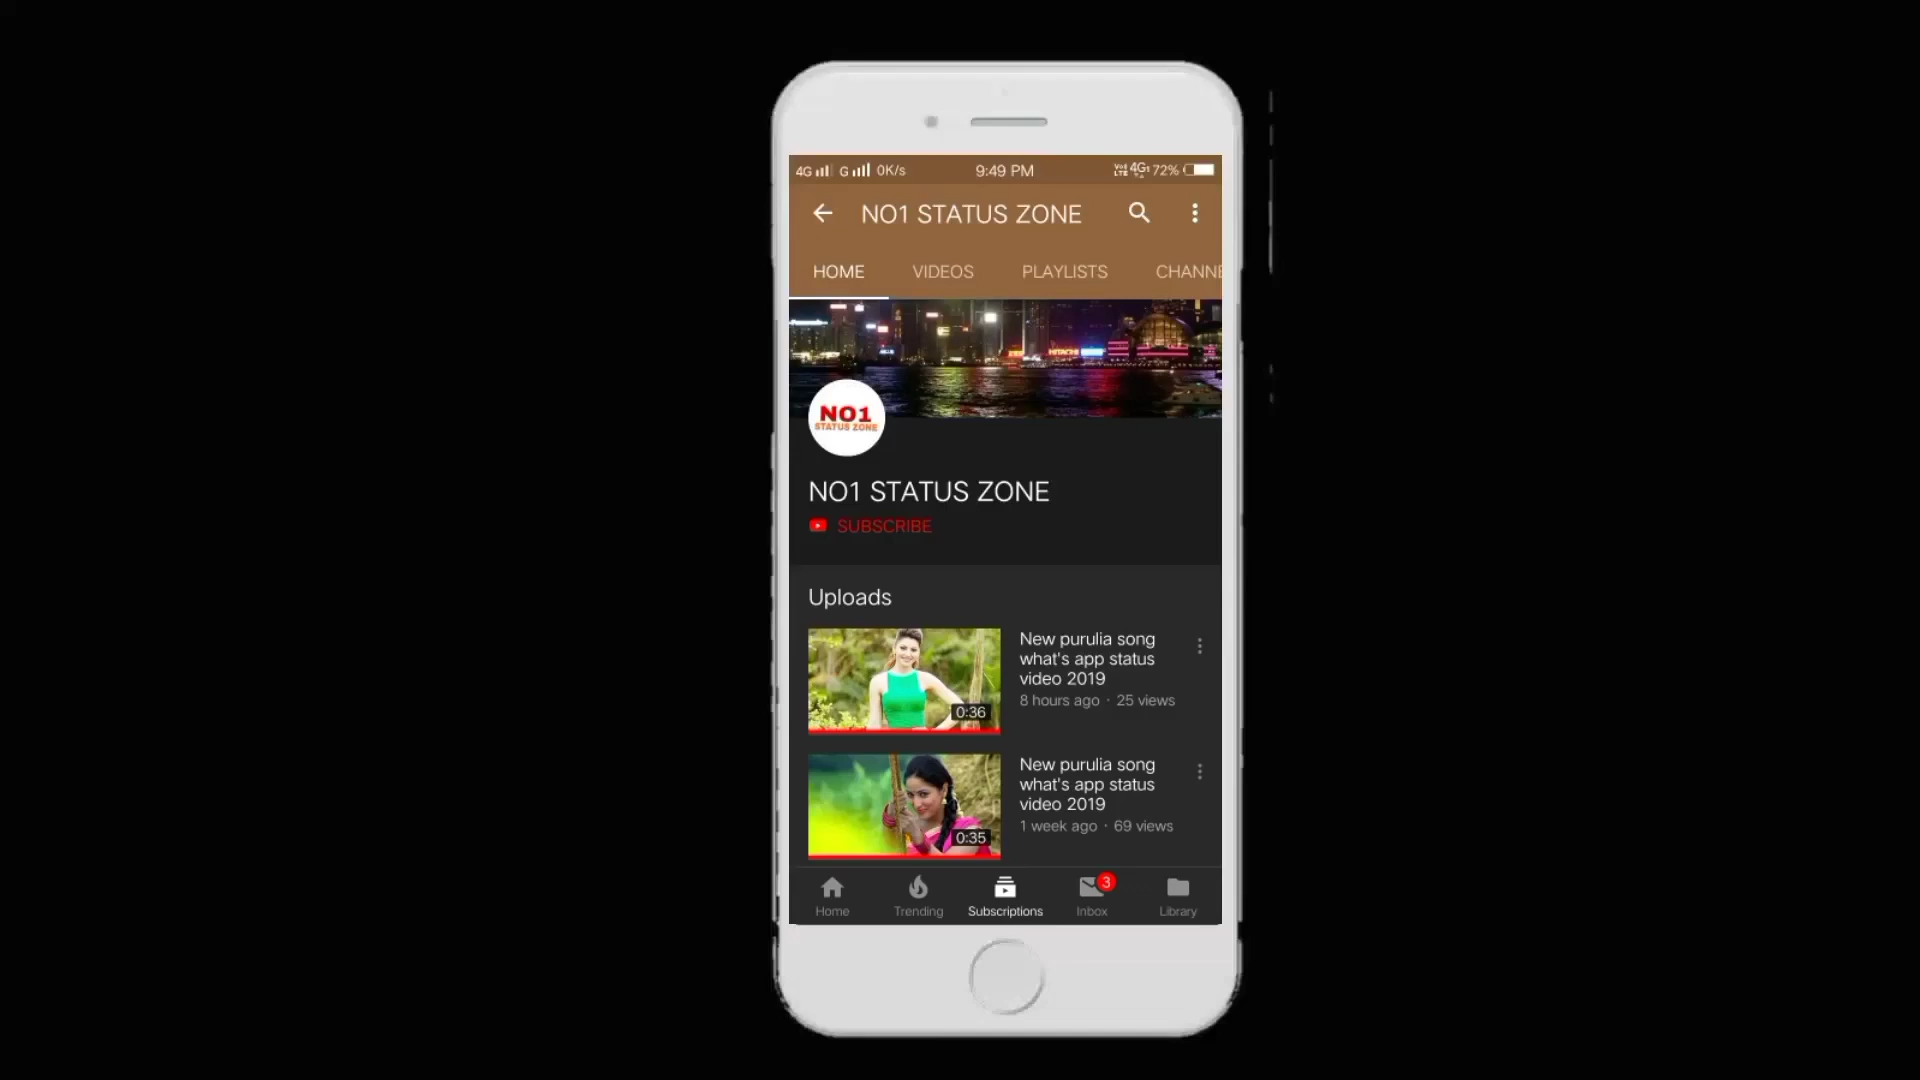 4G G 0K/s 9:49 PM 4G 72%
NO1 STATUS ZONE
HOME VIDEOS PLAYLISTS CHANNE
HITACHI
NO1
STATUS ZONE
NO1 STATUS ZONE
SUBSCRIBE
Uploads
New purulia song
what's app status
video 2019
8 hours ago · 25 views
0:36
New purulia song
what's app status
video 2019
1 week ago · 69 views
0:35
3
Home Trending Subscriptions Inbox Library